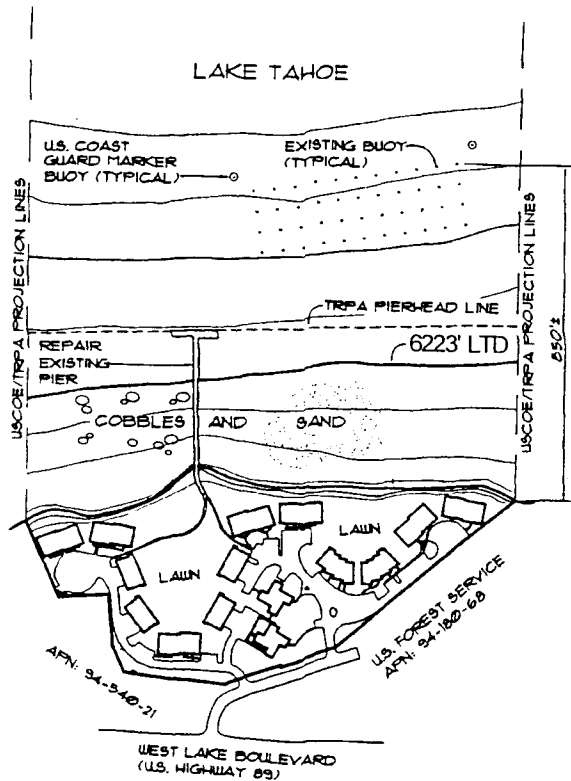 LAKE TAHOE
U.S. COAST
GUARD MARKER
BUOY (TYPICAL)
EXISTING BUOY
(TYPICAL)
USCOE/TRPA PROJECTION LINES
USCOE/TRPA PROJECTION LINES
850'±
TRPA PIERHEAD LINE
REPAIR
EXISTING
PIER
6223' LTD
COBBLES AND SAND
LAWN
LAWN
U.S. FOREST SERVICE
APN: 94-180-68
APN: 94-540-21
WEST LAKE BOULEVARD
(U.S. HIGHWAY 89)